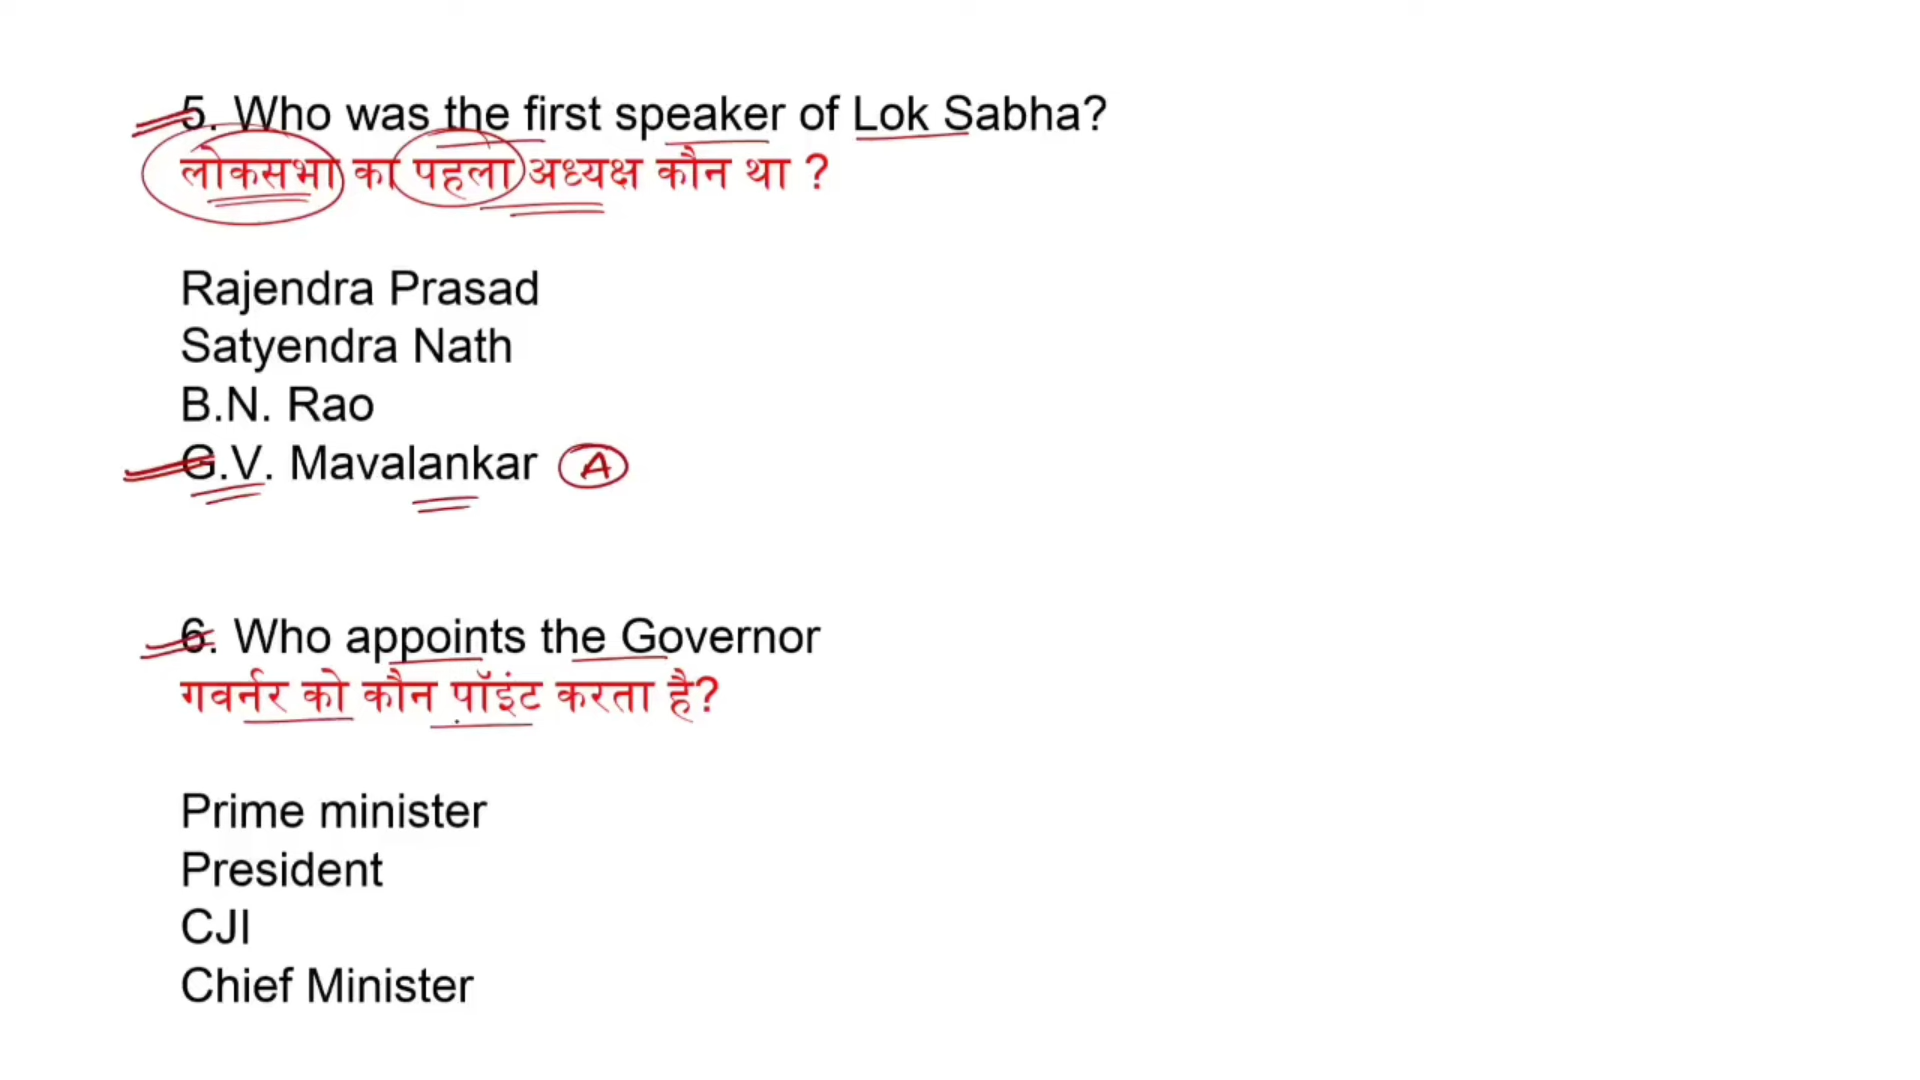 5. Who was the first speaker of Lok Sabha?
लोकसभा का पहला अध्यक्ष कौन था ?
Rajendra Prasad
Satyendra Nath
B.N. Rao
G.V. Mavalankar A
6. Who appoints the Governor
गवर्नर को कौन पॉइंट करता है?
Prime minister
President
CJI
Chief Minister